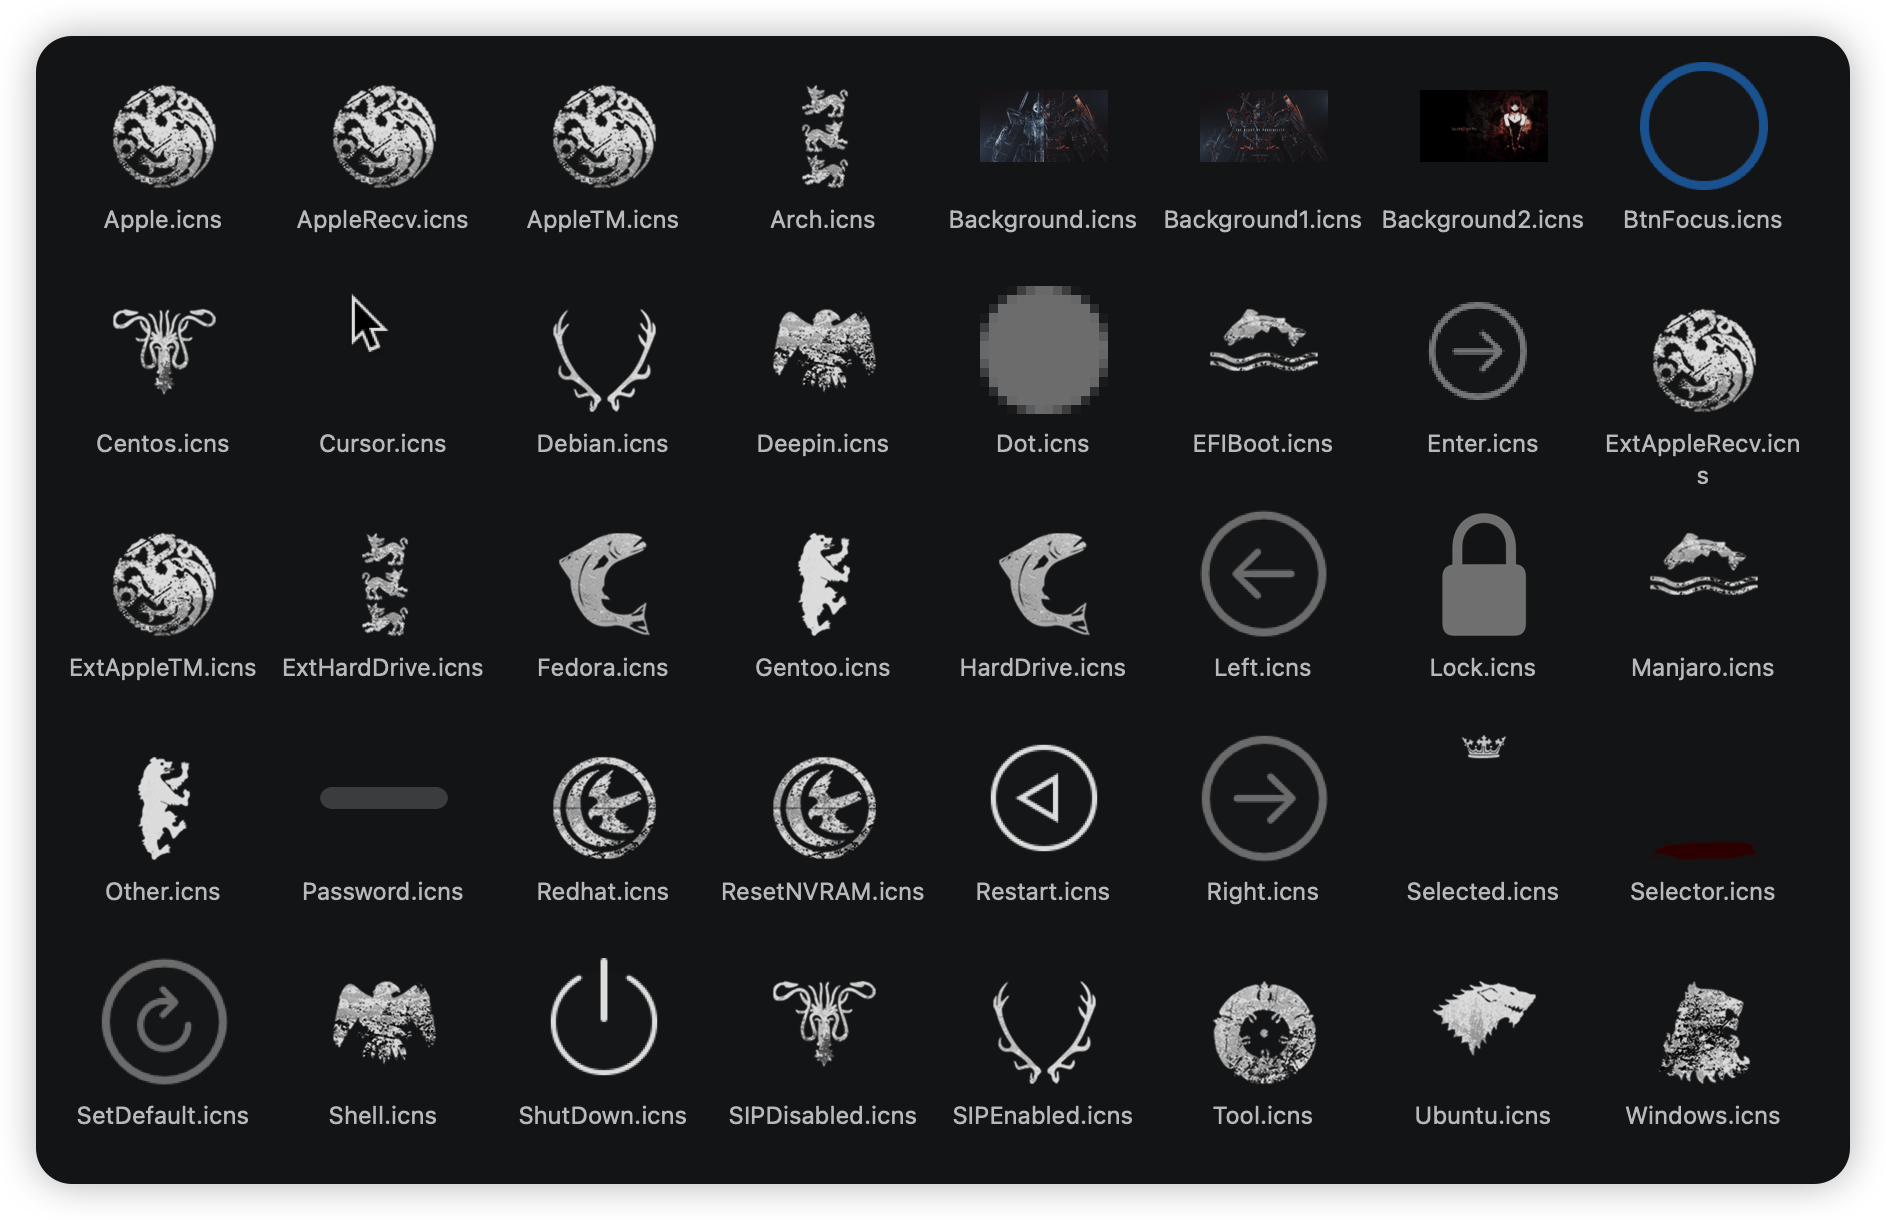 Apple.icns
AppleRecv.icns
AppleTM.icns
Arch.icns
Background.icns
Background1.icns
Background2.icns
BtnFocus.icns
Centos.icns
Cursor.icns
Debian.icns
Deepin.icns
Dot.icns
EFIBoot.icns
Enter.icns
ExtAppleRecv.icn
s
ExtAppleTM.icns
ExtHardDrive.icns
Fedora.icns
Gentoo.icns
HardDrive.icns
Left.icns
Lock.icns
Manjaro.icns
Other.icns
Password.icns
Redhat.icns
ResetNVRAM.icns
Restart.icns
Right.icns
Selected.icns
Selector.icns
SetDefault.icns
Shell.icns
ShutDown.icns
SIPDisabled.icns
SIPEnabled.icns
Tool.icns
Ubuntu.icns
Windows.icns